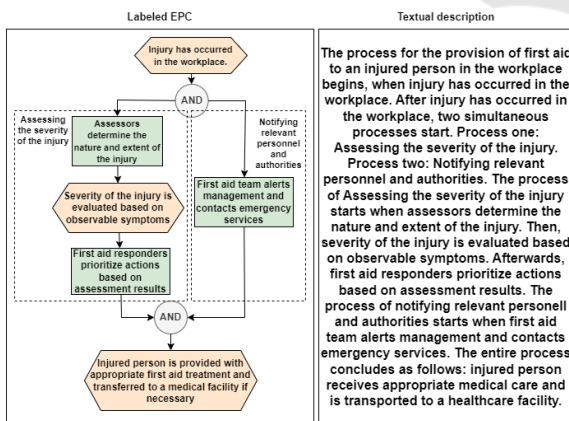 Labeled EPC
Injury has occurred
in the workplace.
AND
Assessing
the severity
of the injury
Assessors
determine the
nature and extent of
the injury
Notifying
relevant
personnel
and
authorities
Severity of the injury is
evaluated based on
observable symptoms
First aid team alerts
management and
contacts emergency
services
First aid responders
prioritize actions
based on
assessment results
AND
Injured person is provided with
appropriate first aid treatment and
transferred to a medical facility if
necessary
Textual description
The process for the provision of first aid
to an injured person in the workplace
begins, when injury has occurred in the
workplace. After injury has occurred in
the workplace, two simultaneous
processes start. Process one:
Assessing the severity of the injury.
Process two: Notifying relevant
personnel and authorities. The process
of Assessing the severity of the injury
starts when assessors determine the
nature and extent of the injury. Then,
severity of the injury is evaluated based
on observable symptoms. Afterwards,
first aid responders prioritize actions
based on assessment results. The
process of notifying relevant personell
and authorities starts when first aid
team alerts management and contacts
emergency services. The entire process
concludes as follows: injured person
receives appropriate medical care and
is transported to a healthcare facility.